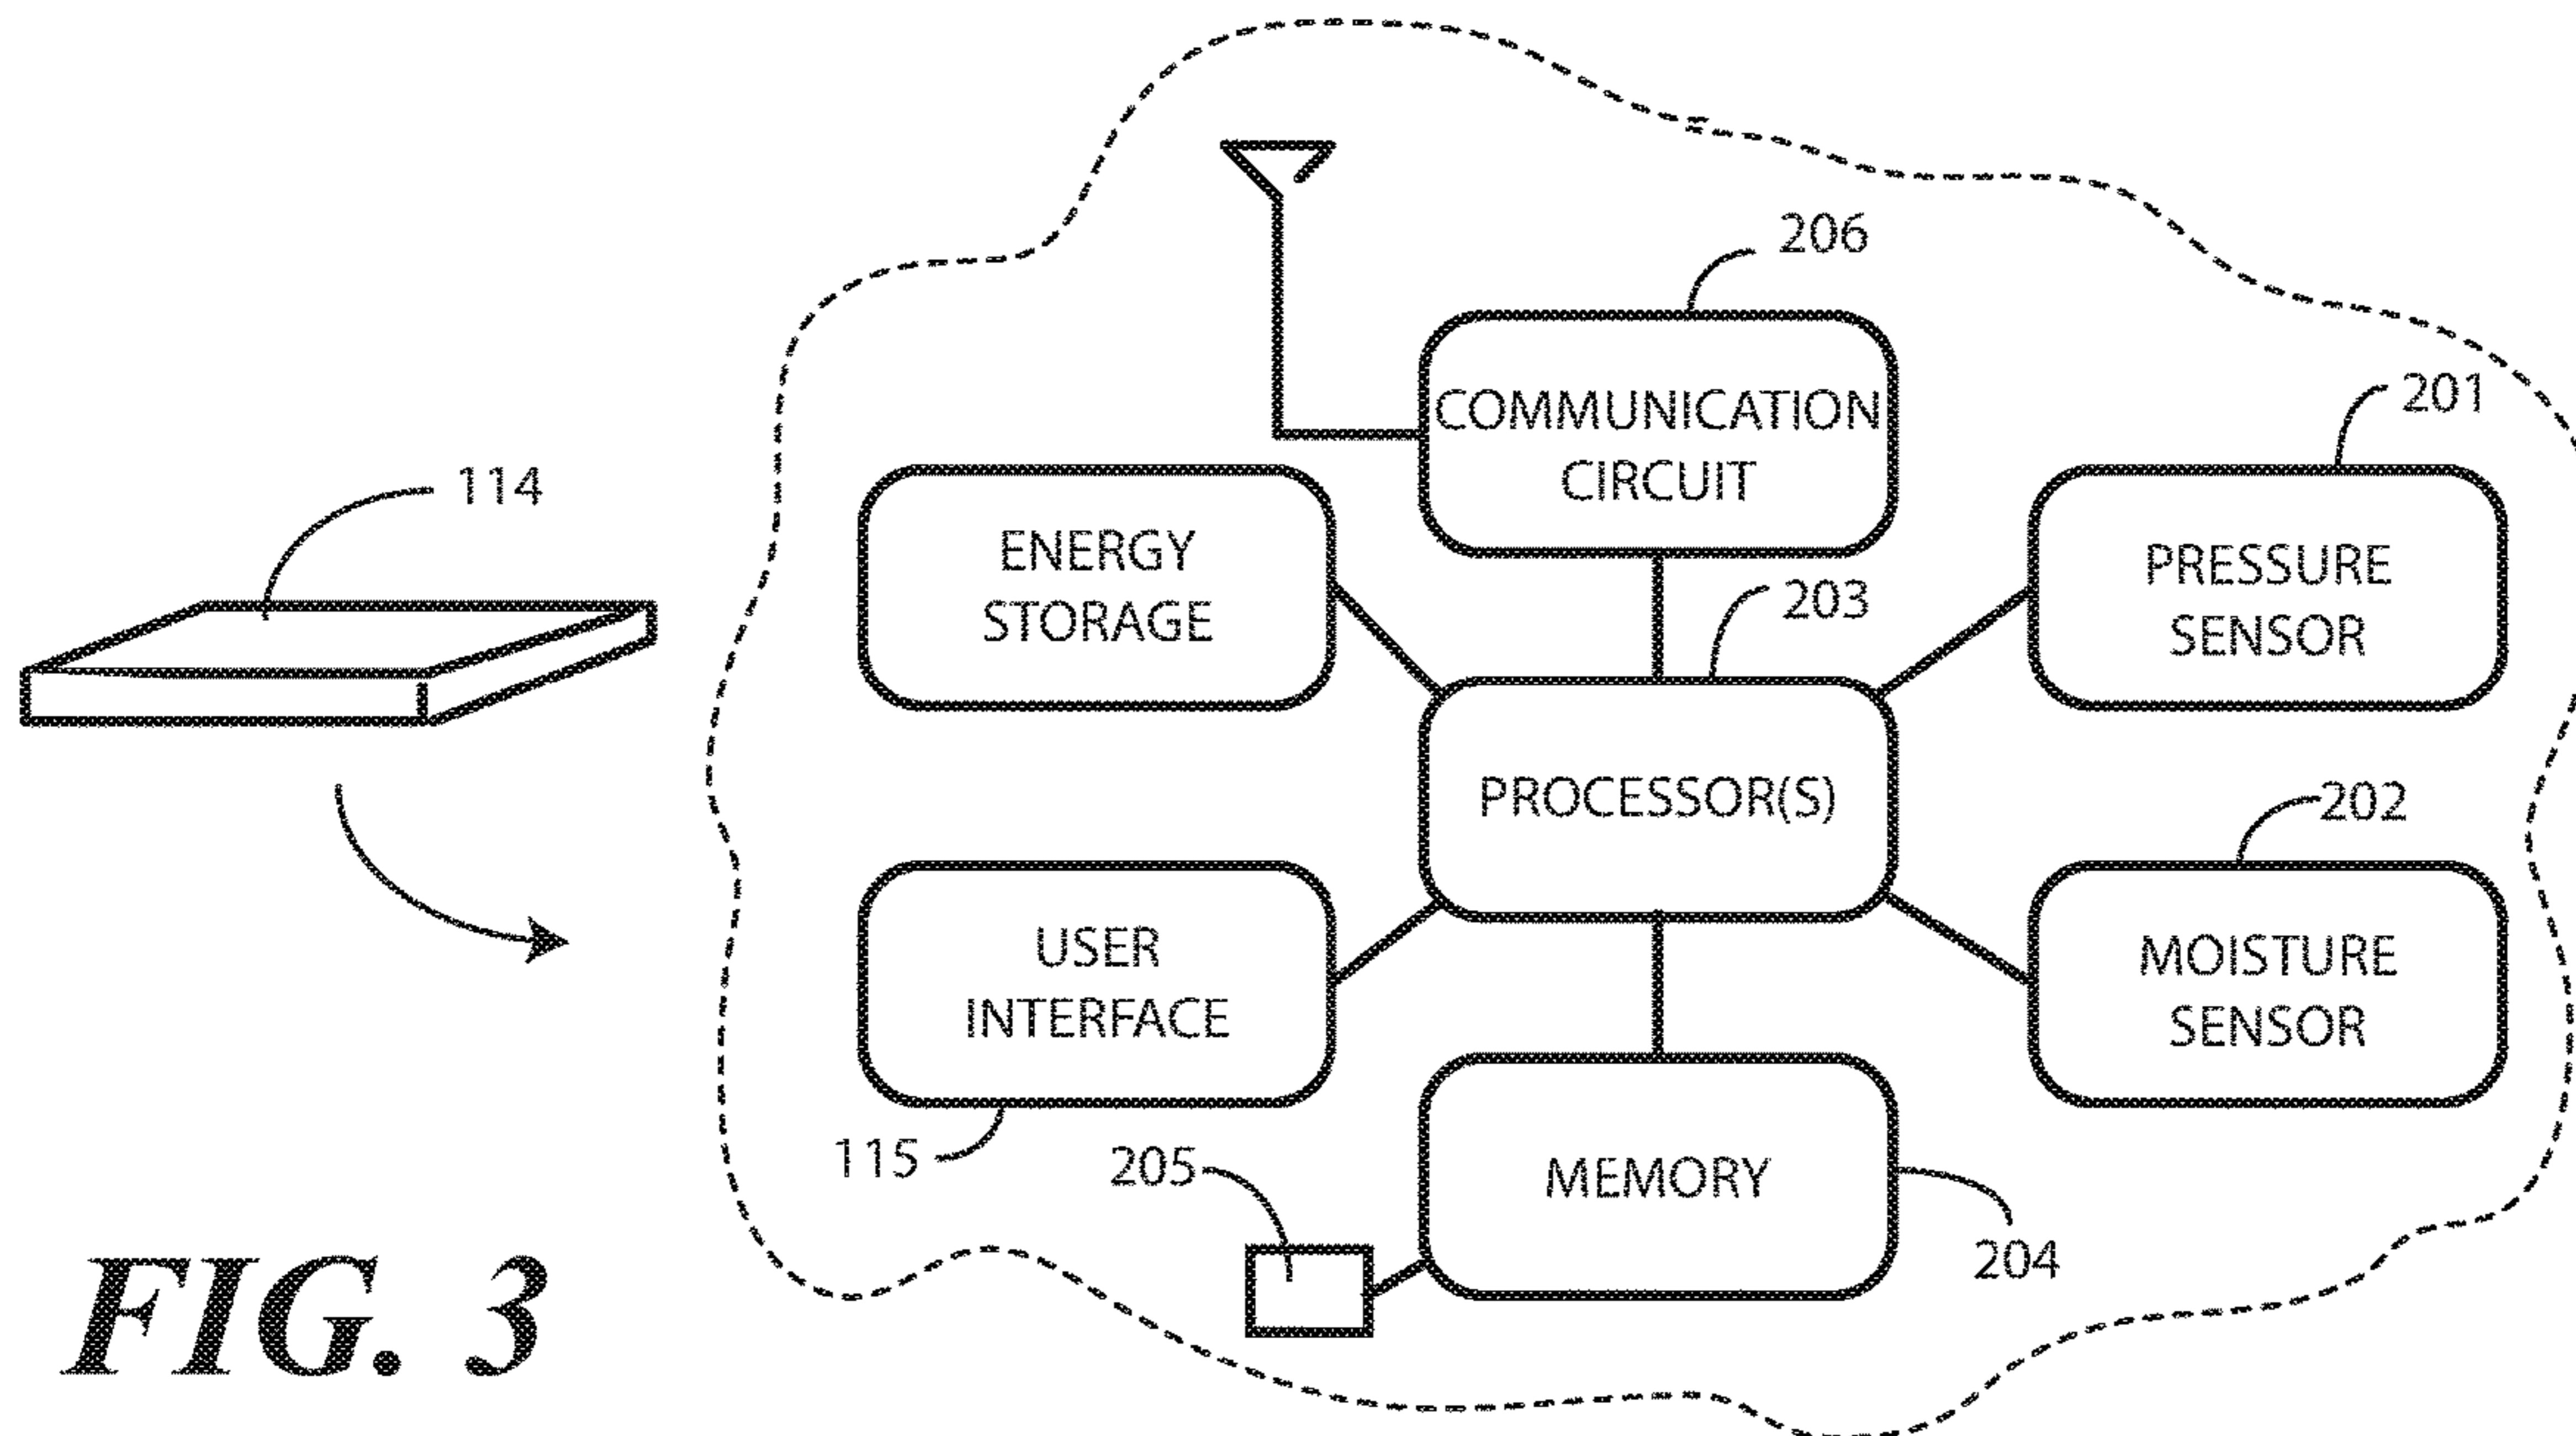 206
COMMUNICATION
CIRCUIT
201
114
ENERGY
STORAGE
PRESSURE
SENSOR
203
PROCESSOR(S)
202
USER
INTERFACE
MOISTURE
SENSOR
115
205
MEMORY
204
FIG. 3